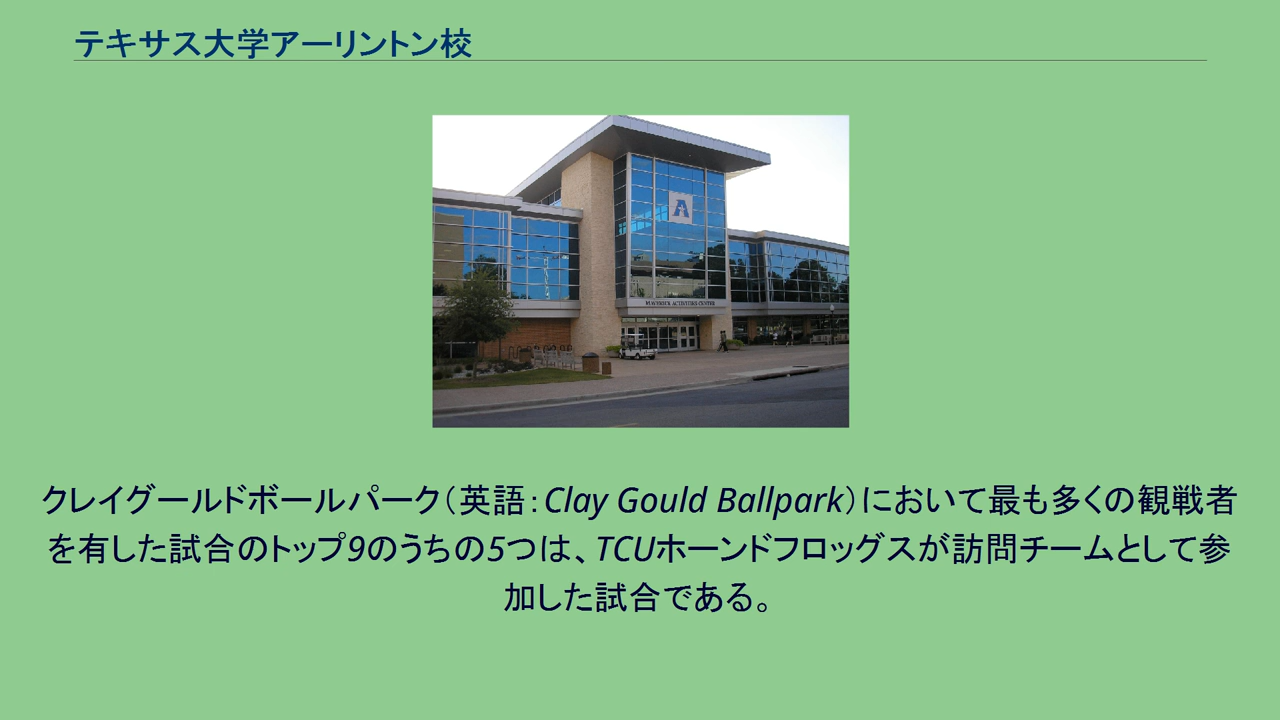 テキサス大学アーリントン校
A
MAVERICK ACTIVITIES CENTER
クレイグールドボールパーク（英語：Clay Gould Ballpark）において最も多くの観戦者
を有した試合のトップ9のうちの5つは、TCUホーンドフロッグスが訪問チームとして参
加した試合である。